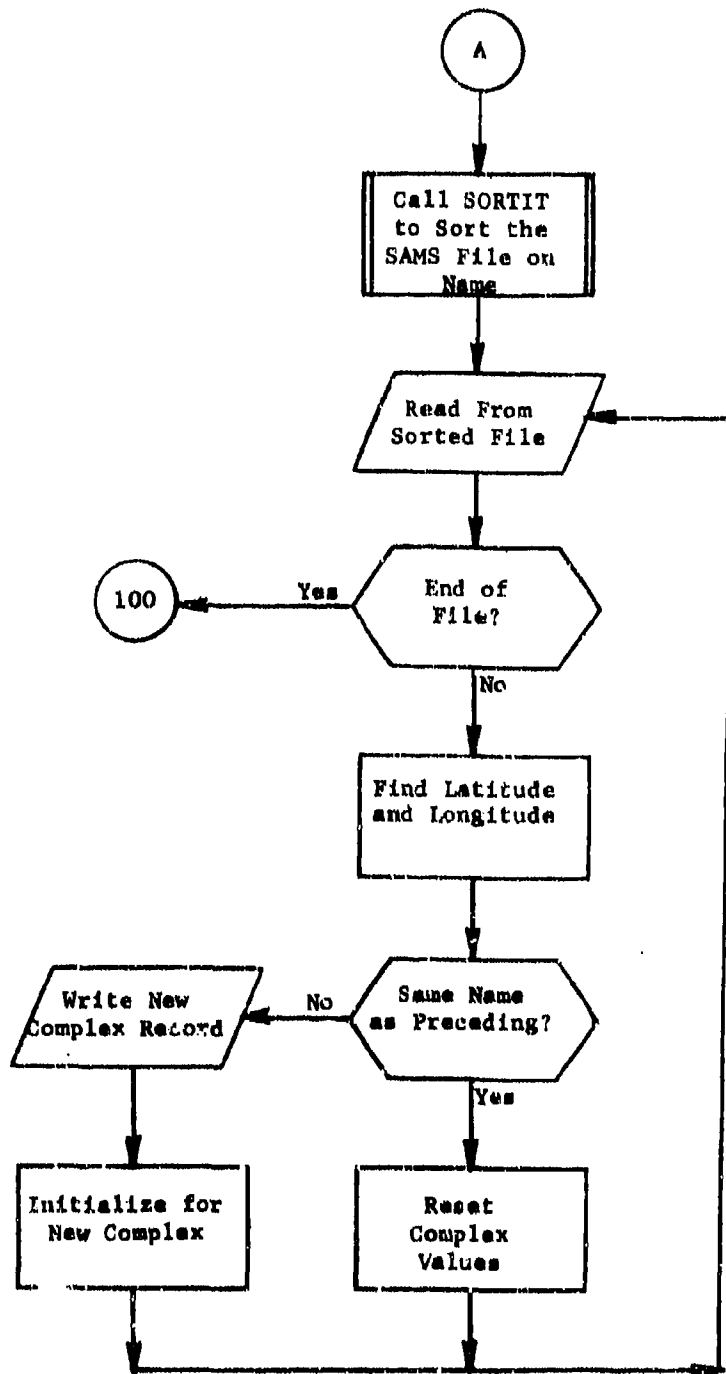 A
Call SORTIT
to Sort the
SAMS File on
Name
Read From
Sorted File
100
Yes
End of
File?
No
Find Latitude
and Longitude
Write New
Complex Record
No
Same Name
as Preceding?
Yes
Initialize for
New Complex
Reset
Complex
Values